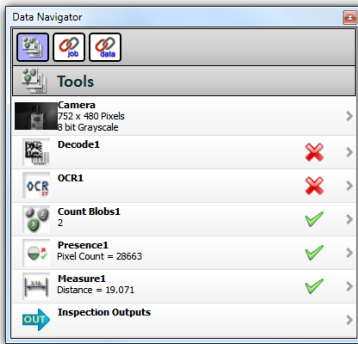 Data Navigator
job
data
Tools
Camera
752 x 480 Pixels
8 bit Grayscale
Decode1
OCR
OCR1
Count Blobs1
2
Presence1
Pixel Count = 28663
Measure1
Distance = 19.071
OUT
Inspection Outputs